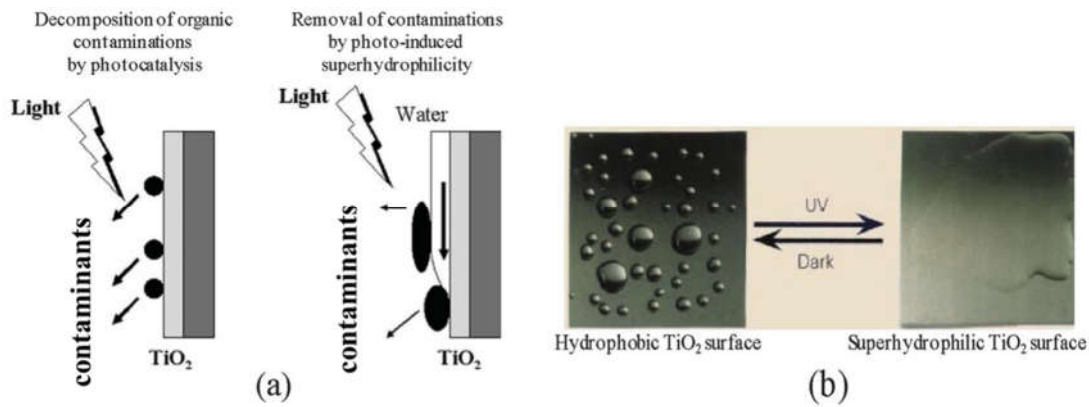 Decomposition of organic
contaminations
by photocatalysis
Light
contaminants
TiO₂
Removal of contaminations
by photo-induced
superhydrophilicity
Light
Water
contaminants
TiO₂
(a)
UV
Dark
Hydrophobic TiO₂ surface
Superhydrophilic TiO₂ surface
(b)